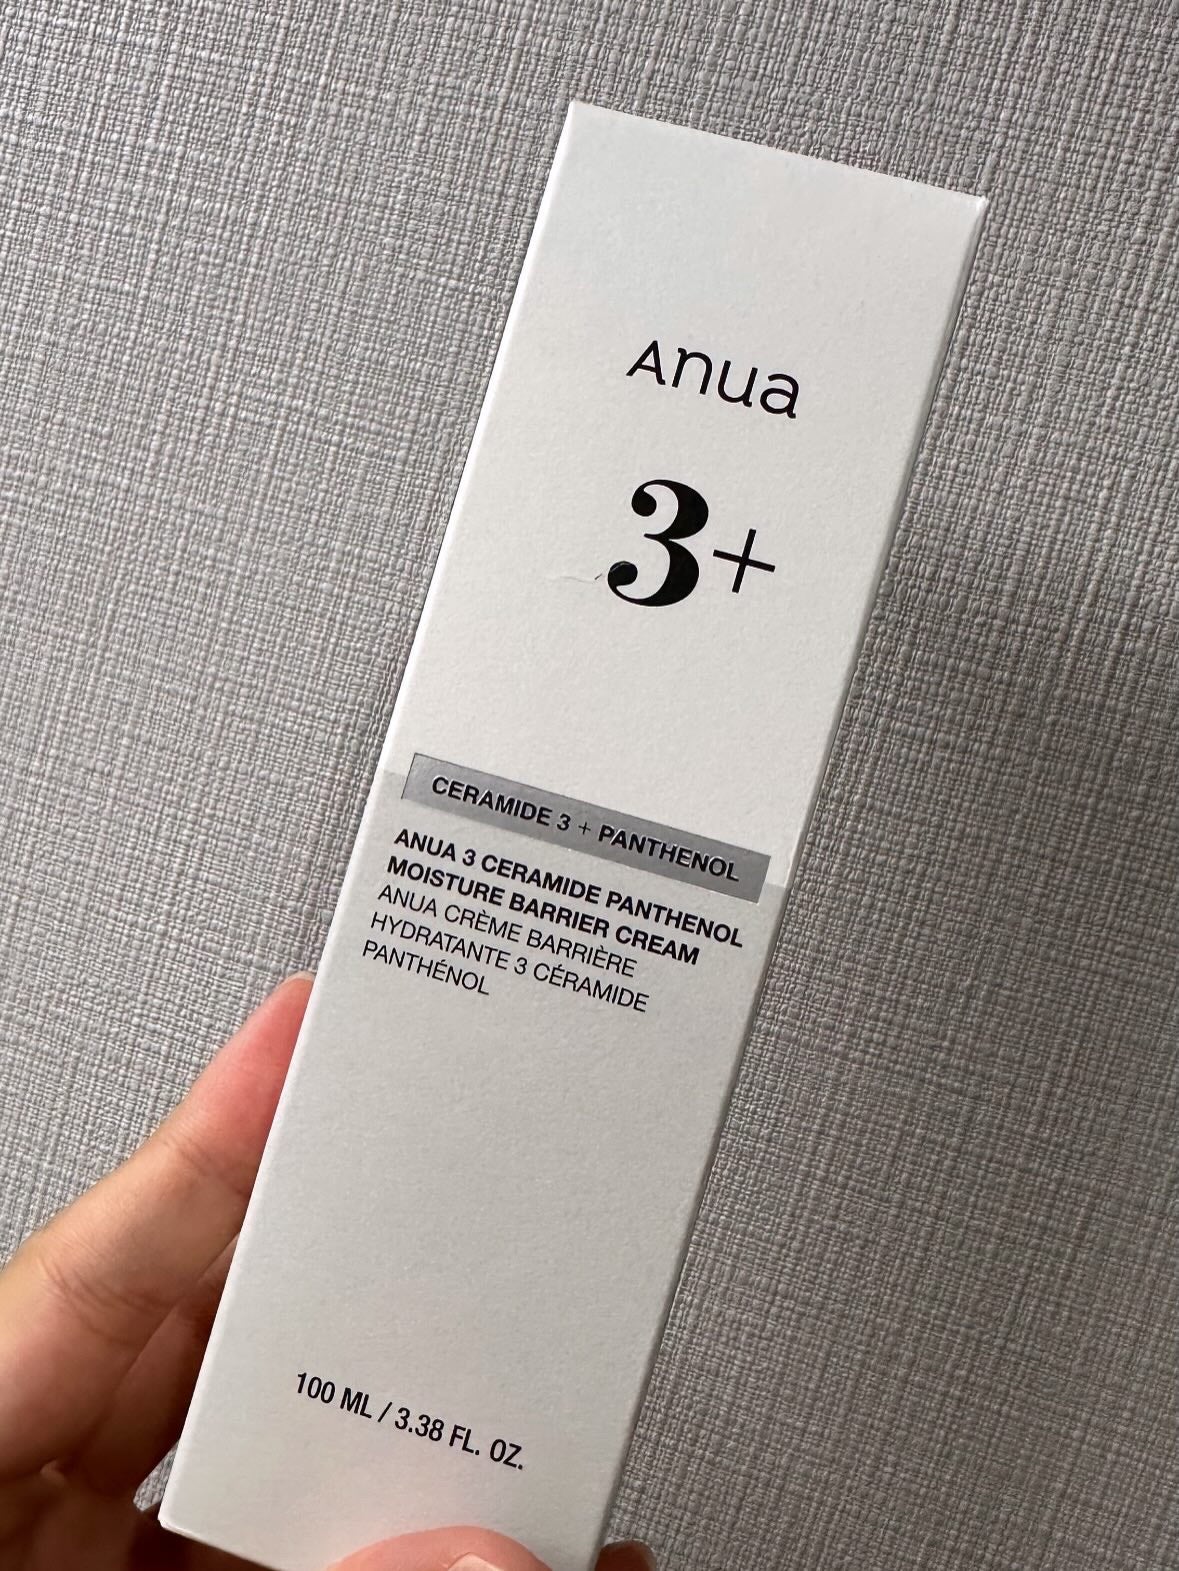 Anua
3+
CERAMIDE 3 + PANTHENOL
ANUA 3 CERAMIDE PANTHENOL
MOISTURE BARRIER CREAM
ANUA CRÈME BARRIÈRE
HYDRATANTE 3 CÉRAMIDE
PANTHÉNOL
100 ML / 3.38 FL. OZ.